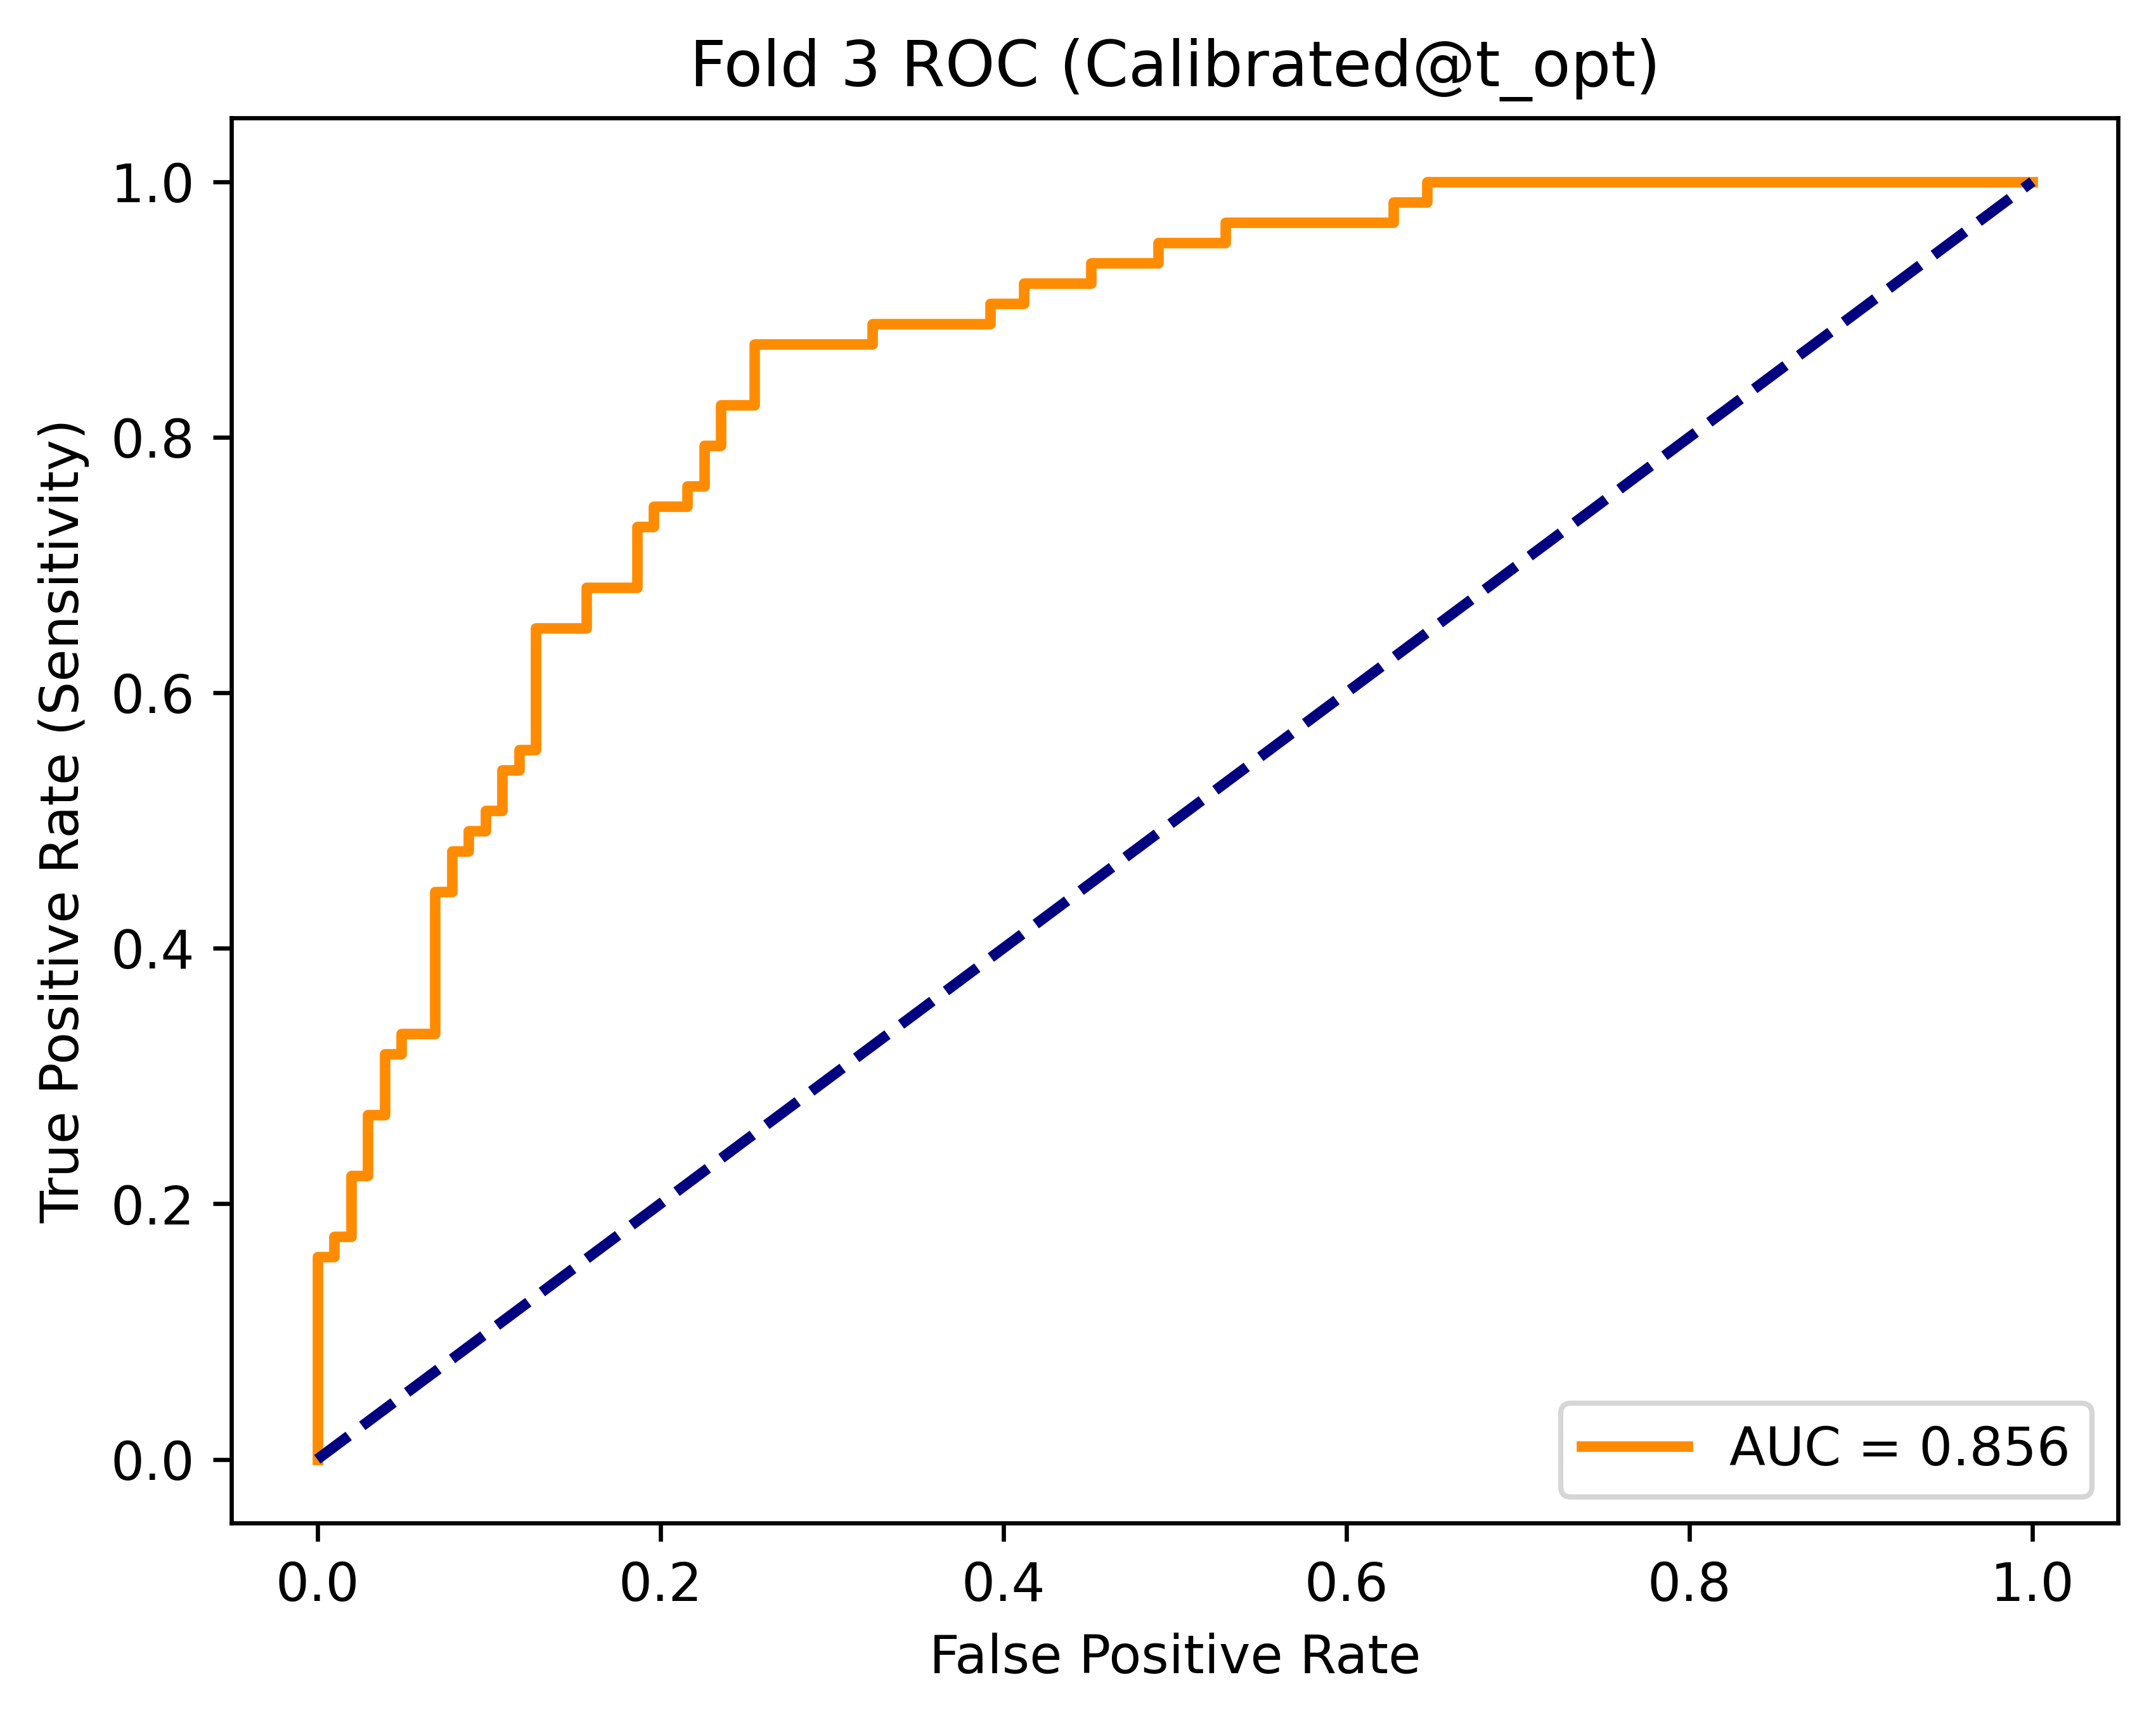 Fold 3 ROC (Calibrated@t_opt)
True Positive Rate (Sensitivity)
1.0
0.8
0.6
0.4
0.2
0.0
AUC = 0.856
0.0 0.2 0.4 0.6 0.8 1.0
False Positive Rate